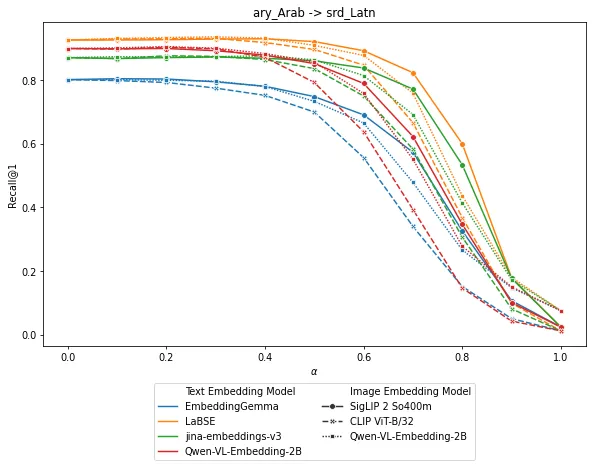 ary_Arab -> srd_Latn
Recall@1
0.8
0.6
0.4
0.2
0.0
0.0 0.2 0.4 0.6 0.8 1.0
α
Text Embedding Model
EmbeddingGemma
LaBSE
jina-embeddings-v3
Qwen-VL-Embedding-2B
Image Embedding Model
SigLIP 2 So400m
CLIP ViT-B/32
Qwen-VL-Embedding-2B